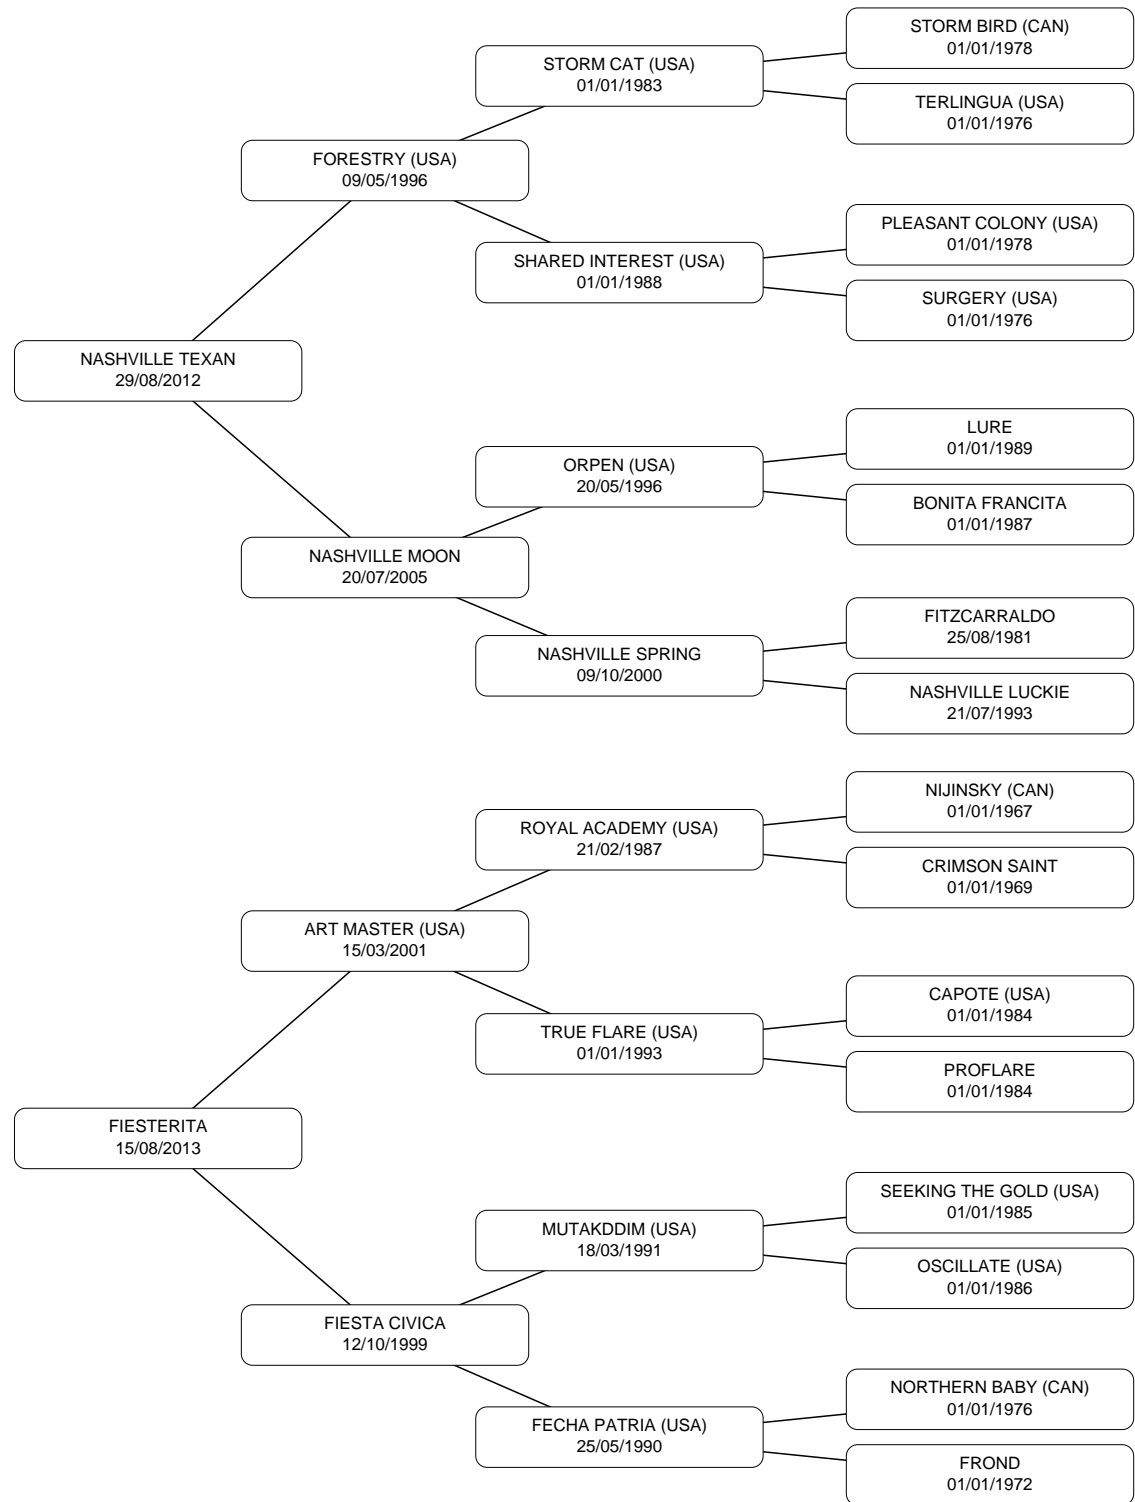 STORM BIRD (CAN)
01/01/1978
STORM CAT (USA)
01/01/1983
TERLINGUA (USA)
01/01/1976
FORESTRY (USA)
09/05/1996
PLEASANT COLONY (USA)
01/01/1978
SHARED INTEREST (USA)
01/01/1988
SURGERY (USA)
01/01/1976
NASHVILLE TEXAN
29/08/2012
LURE
01/01/1989
ORPEN (USA)
20/05/1996
BONITA FRANCITA
01/01/1987
NASHVILLE MOON
20/07/2005
FITZCARRALDO
25/08/1981
NASHVILLE SPRING
09/10/2000
NASHVILLE LUCKIE
21/07/1993
NIJINSKY (CAN)
01/01/1967
ROYAL ACADEMY (USA)
21/02/1987
CRIMSON SAINT
01/01/1969
ART MASTER (USA)
15/03/2001
CAPOTE (USA)
01/01/1984
TRUE FLARE (USA)
01/01/1993
PROFLARE
01/01/1984
FIESTERITA
15/08/2013
SEEKING THE GOLD (USA)
01/01/1985
MUTAKDDIM (USA)
18/03/1991
OSCILLATE (USA)
01/01/1986
FIESTA CIVICA
12/10/1999
NORTHERN BABY (CAN)
01/01/1976
FECHA PATRIA (USA)
25/05/1990
FROND
01/01/1972